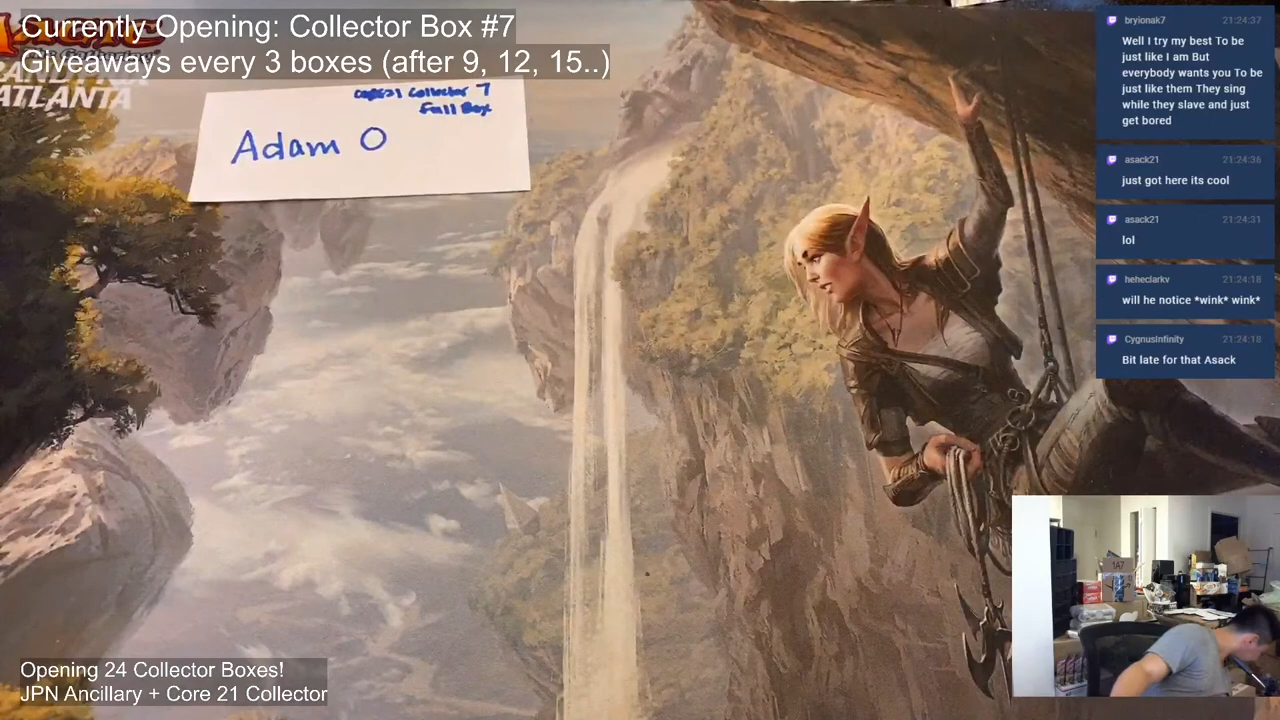 Currently Opening: Collector Box #7
Giveaways every 3 boxes (after 9, 12, 15..)
ATLANTA
Collector 7
Full Box
Adam O
bryionak7 21:24:37
Well I try my best To be
just like I am But
everybody wants you To be
just like them They sing
while they slave and just
get bored
asack21 21:24:36
just got here its cool
asack21 21:24:31
lol
heheclarkv 21:24:18
will he notice *wink* wink*
CygnusInfinity 21:24:18
Bit late for that Asack
1A7
Opening 24 Collector Boxes!
JPN Ancillary + Core 21 Collector